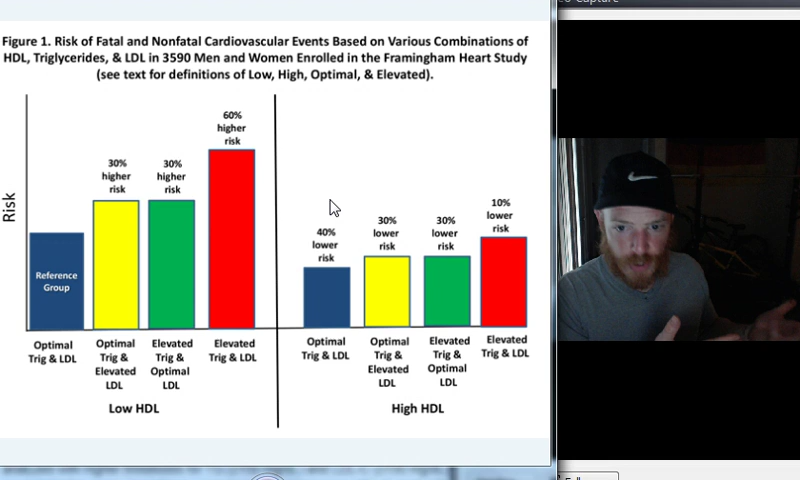 Capture
Figure 1. Risk of Fatal and Nonfatal Cardiovascular Events Based on Various Combinations of
HDL, Triglycerides, & LDL in 3590 Men and Women Enrolled in the Framingham Heart Study
(see text for definitions of Low, High, Optimal, & Elevated).
Risk
Reference
Group
30%
higher
risk
30%
higher
risk
60%
higher
risk
40%
lower
risk
30%
lower
risk
30%
lower
risk
10%
lower
risk
Optimal
Trig & LDL
Optimal
Trig &
Elevated
LDL
Elevated
Trig &
Optimal
LDL
Elevated
Trig & LDL
Low HDL
Optimal
Trig & LDL
Optimal
Trig &
Elevated
LDL
Elevated
Trig &
Optimal
LDL
Elevated
Trig & LDL
High HDL